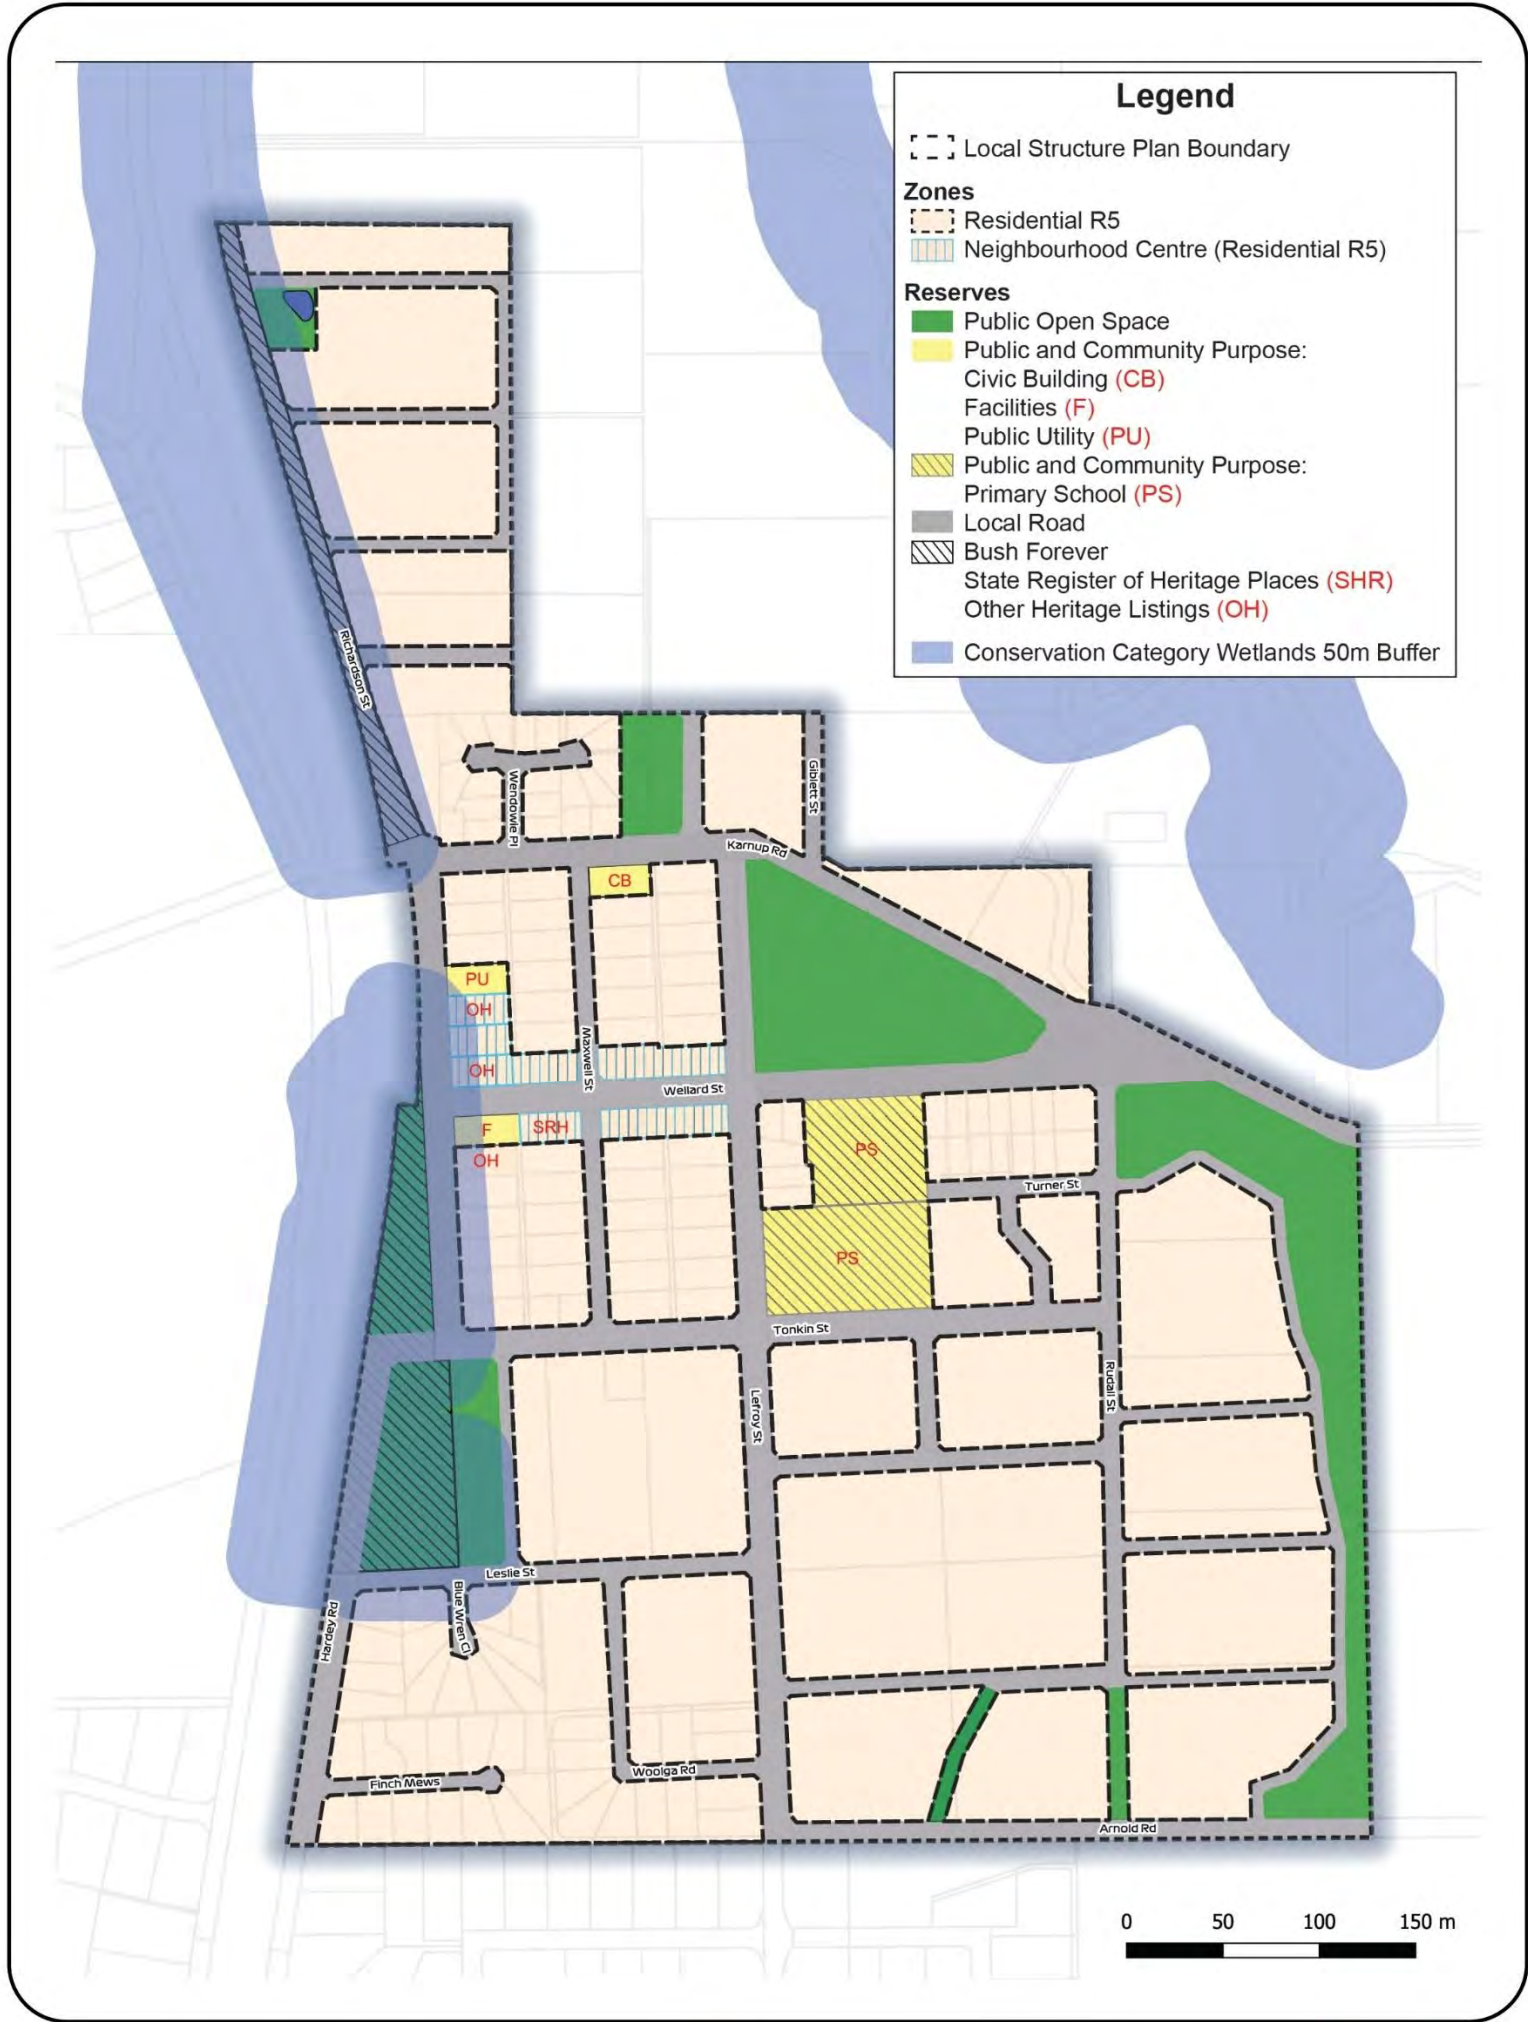 Legend
Local Structure Plan Boundary
Zones
Residential R5
Neighbourhood Centre (Residential R5)
Reserves
Public Open Space
Public and Community Purpose:
Civic Building (CB)
Facilities (F)
Public Utility (PU)
Public and Community Purpose:
Primary School (PS)
Local Road
Bush Forever
State Register of Heritage Places (SHR)
Other Heritage Listings (OH)
Conservation Category Wetlands 50m Buffer
Richardson St
Wendowie Pl
Giblett St
Karnup Rd
CB
PU
OH
Maxwell St
OH
Wellard St
F
SRH
OH
PS
Turner St
PS
Tonkin St
Rudall St
Lefroy St
Leslie St
Blue Wren Cl
Hardey Rd
Woolga Rd
Finch Mews
Arnold Rd
0 50 100 150 m